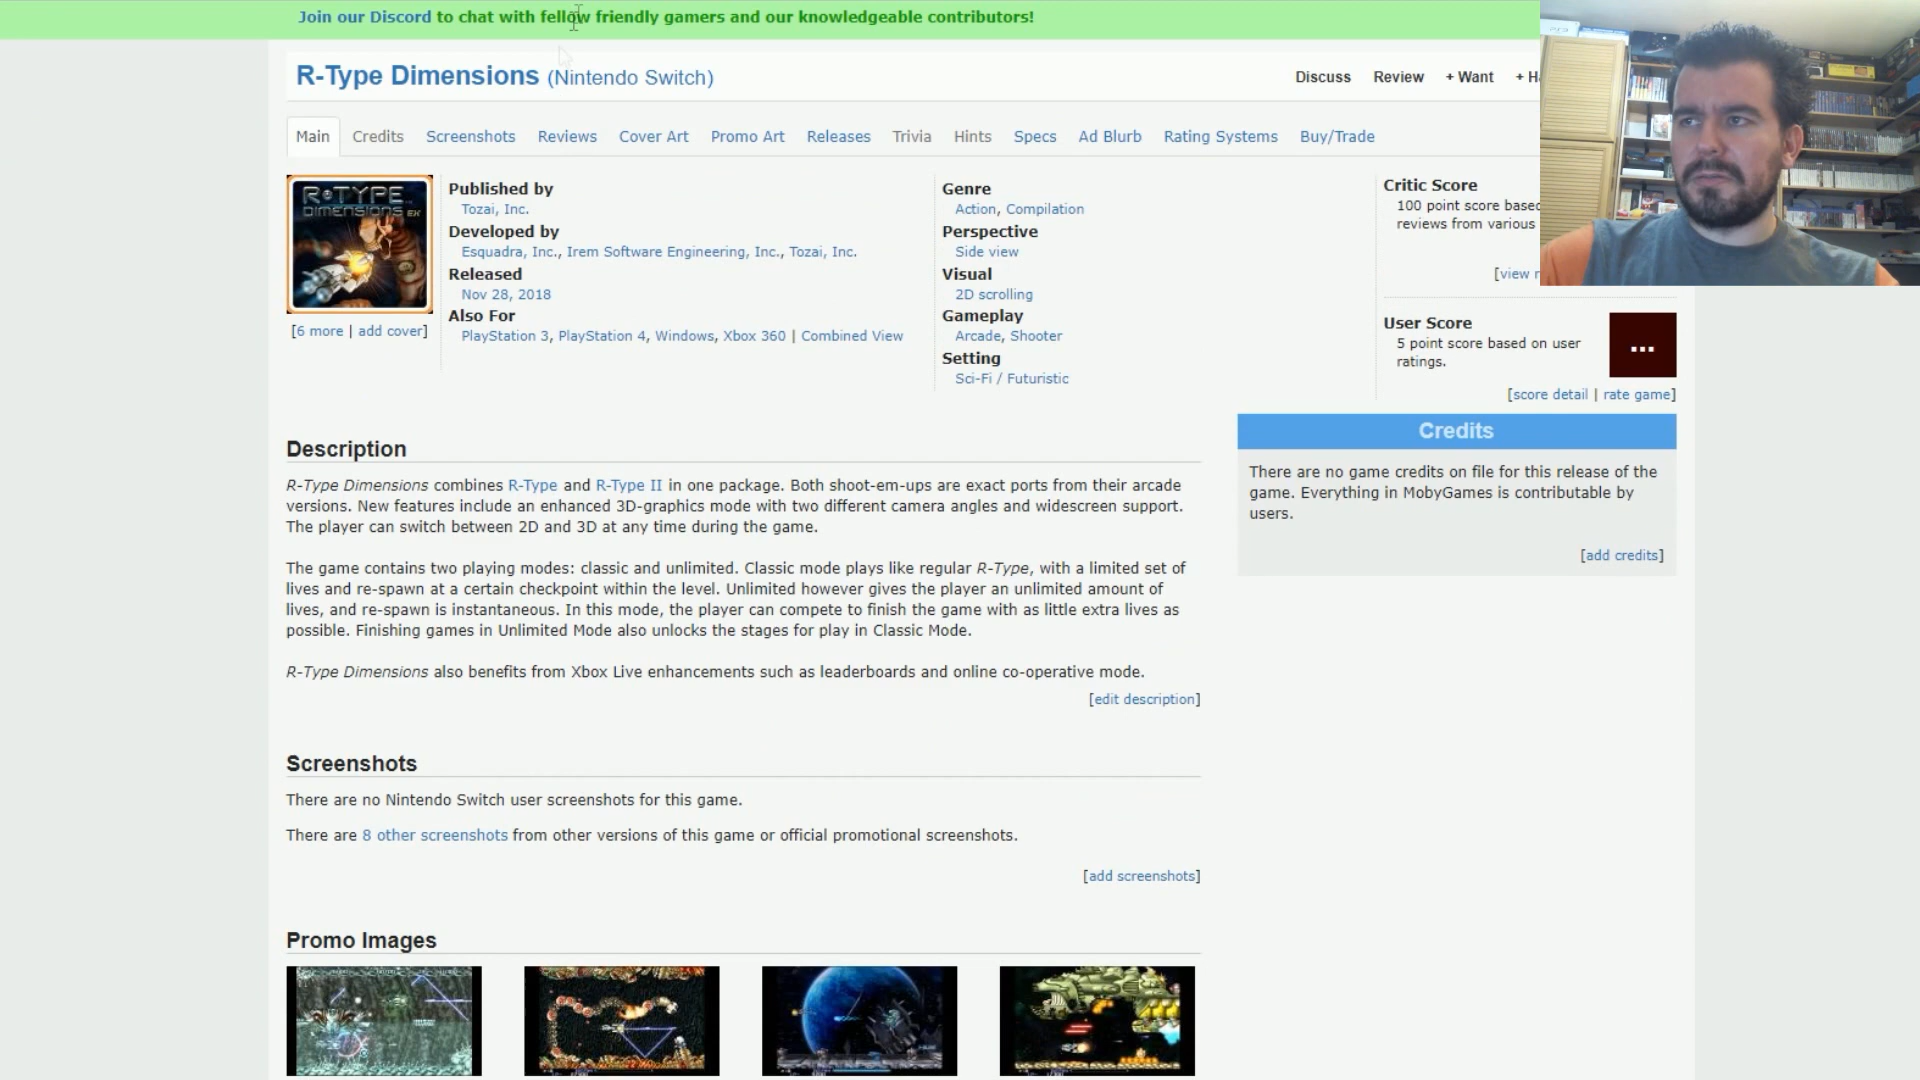 Join our Discord to chat with fellow friendly gamers and our knowledgeable contributors!
R-Type Dimensions (Nintendo Switch)
Discuss Review + Want
Main Credits Screenshots Reviews Cover Art Promo Art Releases Trivia Hints Specs Ad Blurb Rating Systems Buy/Trade
R-TYPE
DIMENSIONS EX
[6 more | add cover]
Published by
Tozai, Inc.
Developed by
Esquadra, Inc., Irem Software Engineering, Inc., Tozai, Inc.
Released
Nov 28, 2018
Also For
PlayStation 3, PlayStation 4, Windows, Xbox 360 | Combined View
Genre
Action, Compilation
Perspective
Side view
Visual
2D scrolling
Gameplay
Arcade, Shooter
Setting
Sci-Fi / Futuristic
Critic Score
100 point score based
reviews from various
[view
User Score
5 point score based on user
ratings.
...
[score detail | rate game]
Description
R-Type Dimensions combines R-Type and R-Type II in one package. Both shoot-em-ups are exact ports from their arcade
versions. New features include an enhanced 3D-graphics mode with two different camera angles and widescreen support.
The player can switch between 2D and 3D at any time during the game.
The game contains two playing modes: classic and unlimited. Classic mode plays like regular R-Type, with a limited set of
lives and re-spawn at a certain checkpoint within the level. Unlimited however gives the player an unlimited amount of
lives, and re-spawn is instantaneous. In this mode, the player can compete to finish the game with as little extra lives as
possible. Finishing games in Unlimited Mode also unlocks the stages for play in Classic Mode.
R-Type Dimensions also benefits from Xbox Live enhancements such as leaderboards and online co-operative mode.
[edit description]
Credits
There are no game credits on file for this release of the
game. Everything in MobyGames is contributable by
users.
[add credits]
Screenshots
There are no Nintendo Switch user screenshots for this game.
There are 8 other screenshots from other versions of this game or official promotional screenshots.
[add screenshots]
Promo Images